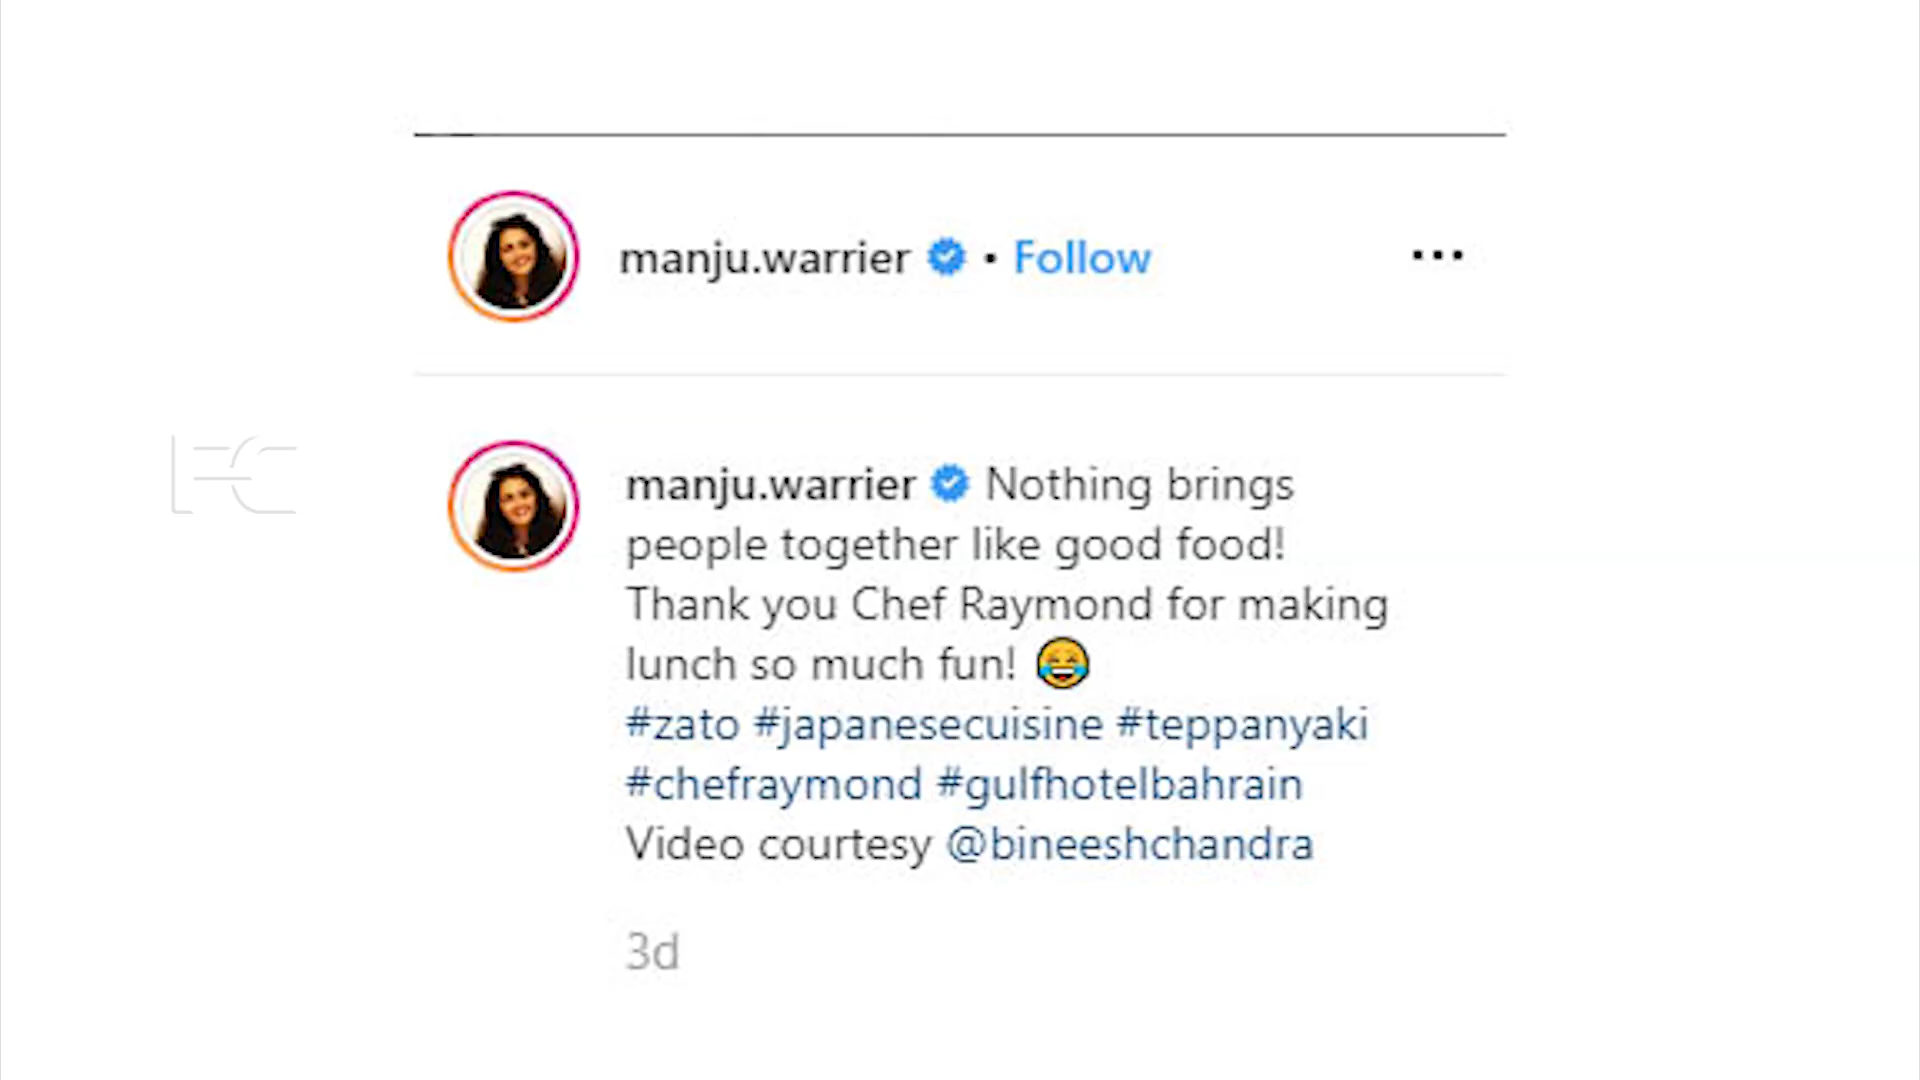 manju.warrier • Follow
FC
manju.warrier Nothing brings
people together like good food!
Thank you Chef Raymond for making
lunch so much fun! 😂
#zato #japanesecuisine #teppanyaki
#chefraymond #gulfhotelbahrain
Video courtesy @bineeshchandra
3d